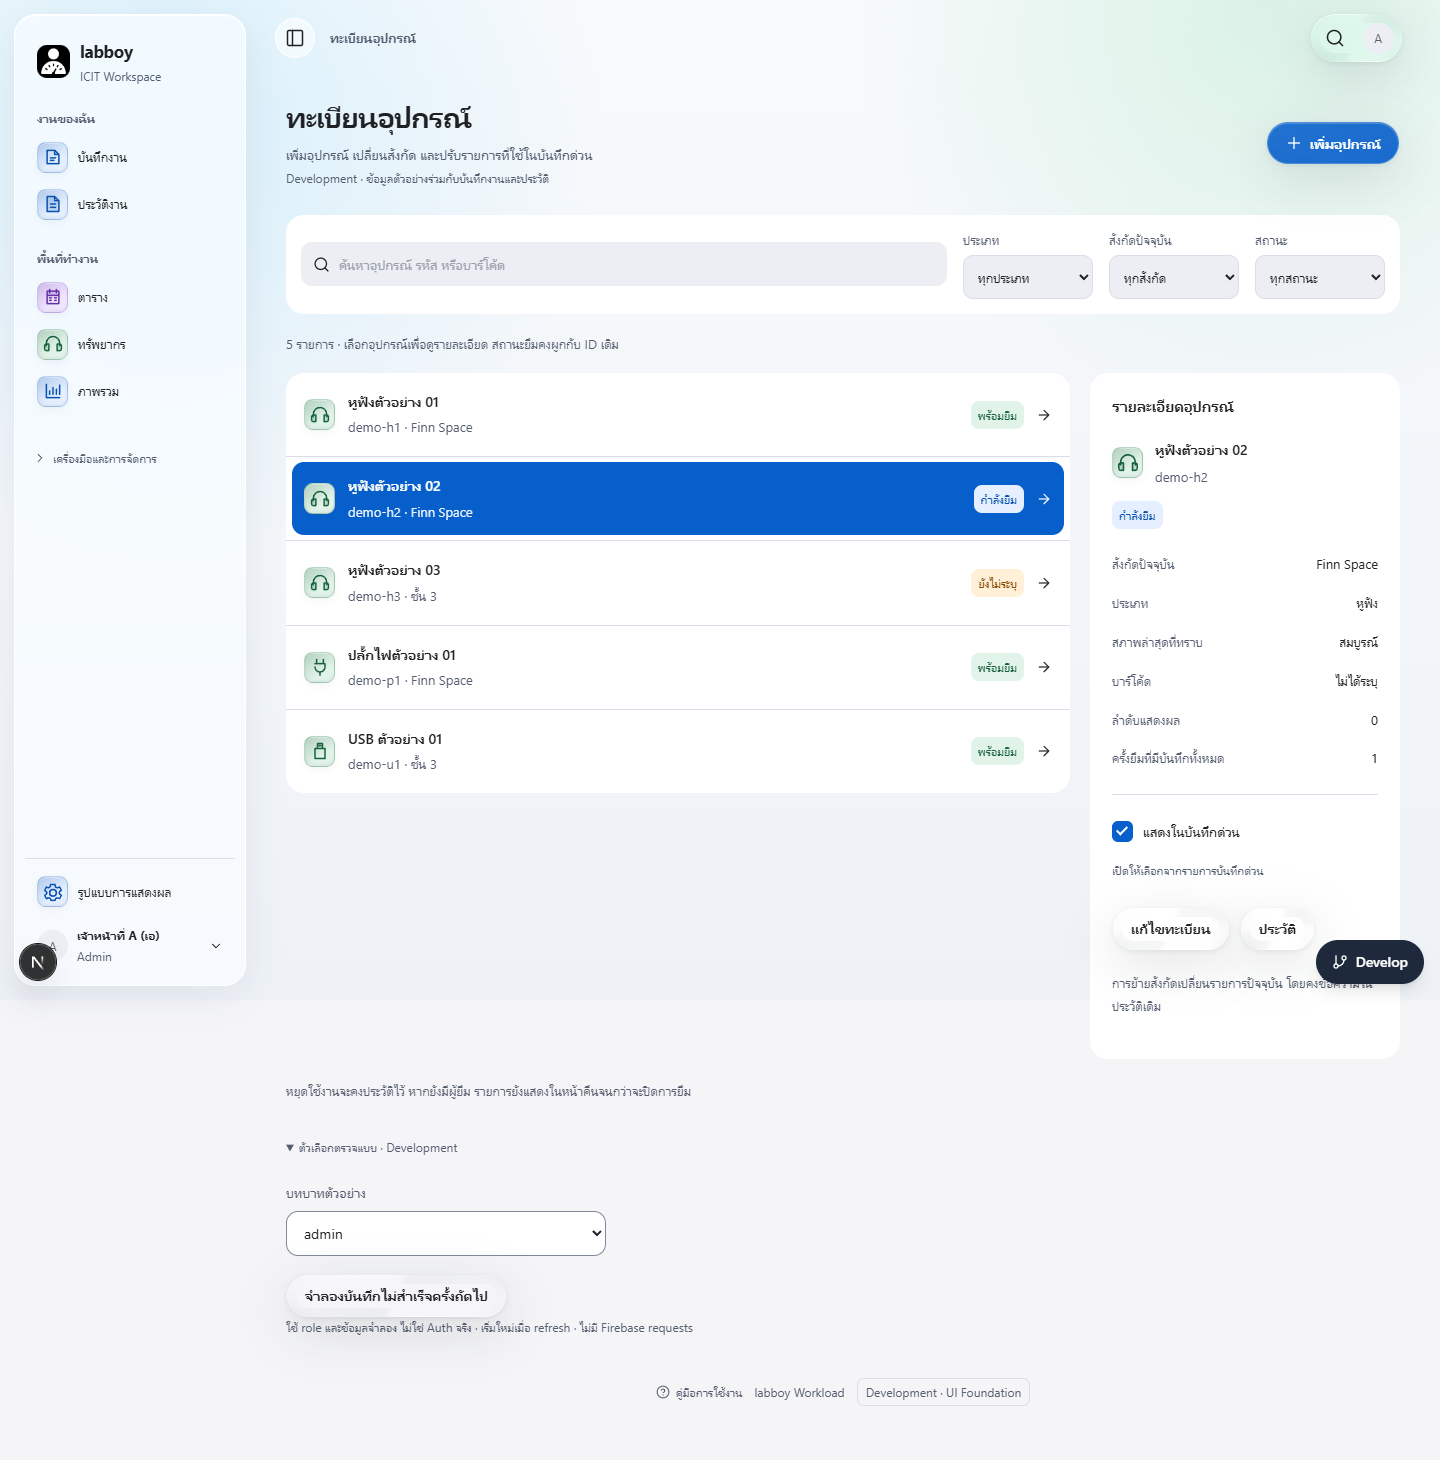 labboy
ICIT Workspace
งานของฉัน
บันทึกงาน
ประวัติงาน
พื้นที่ทำงาน
ตาราง
ทรัพยากร
ภาพรวม
เครื่องมือและการจัดการ
รูปแบบการแสดงผล
A
เจ้าหน้าที่ A (เอ)
Admin
N
ทะเบียนอุปกรณ์
A
ทะเบียนอุปกรณ์
เพิ่มอุปกรณ์ เปลี่ยนสังกัด และปรับรายการที่ใช้ในบันทึกด่วน
Development · ข้อมูลตัวอย่างร่วมกับบันทึกงานและประวัติ
เพิ่มอุปกรณ์
ค้นหาอุปกรณ์ รหัส หรือบาร์โค้ด
ประเภท
ทุกประเภท
สังกัดปัจจุบัน
ทุกสังกัด
สถานะ
ทุกสถานะ
5 รายการ · เลือกอุปกรณ์เพื่อดูรายละเอียด สถานะยืมคงผูกกับ ID เดิม
หูฟังตัวอย่าง 01
demo-h1 · Finn Space
พร้อมยืม
หูฟังตัวอย่าง 02
demo-h2 · Finn Space
กำลังยืม
หูฟังตัวอย่าง 03
demo-h3 · ชั้น 3
ยังไม่ระบุ
ปลั๊กไฟตัวอย่าง 01
demo-p1 · Finn Space
พร้อมยืม
USB ตัวอย่าง 01
demo-u1 · ชั้น 3
พร้อมยืม
รายละเอียดอุปกรณ์
หูฟังตัวอย่าง 02
demo-h2
กำลังยืม
สังกัดปัจจุบัน Finn Space
ประเภท หูฟัง
สภาพล่าสุดที่ทราบ สมบูรณ์
บาร์โค้ด ไม่ได้ระบุ
ลำดับแสดงผล 0
ครั้งยืมที่มีบันทึกทั้งหมด 1
แสดงในบันทึกด่วน
เปิดให้เลือกจากรายการบันทึกด่วน
แก้ไขทะเบียน
ประวัติ
Develop
การย้ายสังกัดเปลี่ยนรายการปัจจุบัน โดยคงข้อความใน
ประวัติเดิม
หยุดใช้งานจะคงประวัติไว้ หากยังมีผู้ยืม รายการยังแสดงในหน้าคืนจนกว่าจะปิดการยืม
ตัวเลือกตรวจแบบ · Development
บทบาทตัวอย่าง
admin
จำลองบันทึกไม่สำเร็จครั้งถัดไป
ใช้ role และข้อมูลจำลอง ไม่ใช่ Auth จริง · เริ่มใหม่เมื่อ refresh · ไม่มี Firebase requests
คู่มือการใช้งาน
labboy Workload
Development · UI Foundation